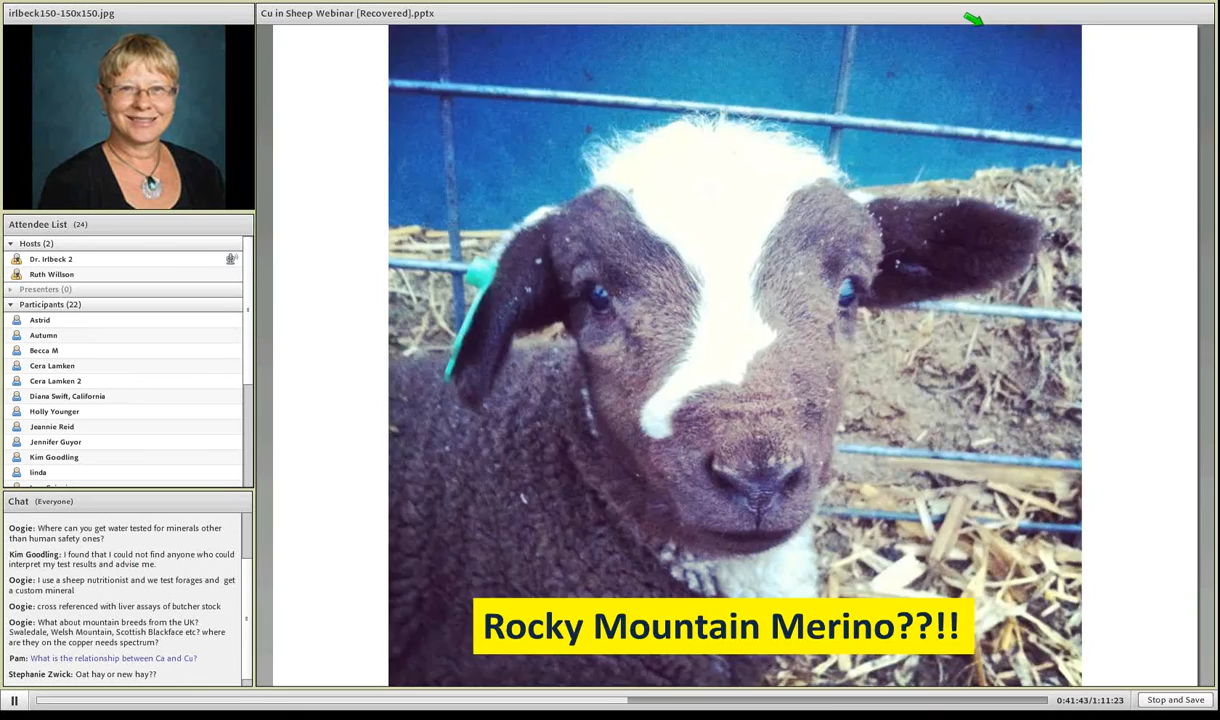 irlbeck150-150x150.jpg
Cu in Sheep Webinar [Recovered].pptx
Attendee List (24)
Hosts (2)
Dr. Irlbeck 2
Ruth Willson
Presenters (0)
Participants (22)
Astrid
Autumn
Becca M
Cera Lamken
Cera Lamken 2
Diana Swift, California
Holly Younger
Jeannie Reid
Jennifer Guyor
Kim Goodling
linda
Chat (Everyone)
Oogie: Where can you get water tested for minerals other
than human safety ones?
Kim Goodling: I found that I could not find anyone who could
interpret my test results and advise me.
Oogie: I use a sheep nutritionist and we test forages and get
a custom mineral
Oogie: cross referenced with liver assays of butcher stock
Oogie: What about mountain breeds from the UK?
Swaledale, Welsh Mountain, Scottish Blackface etc? where
are they on the copper needs spectrum?
Pam: What is the relationship between Ca and Cu?
Stephanie Zwick: Oat hay or new hay??
Rocky Mountain Merino??!!
0:41:43/1:11:23
Stop and Save